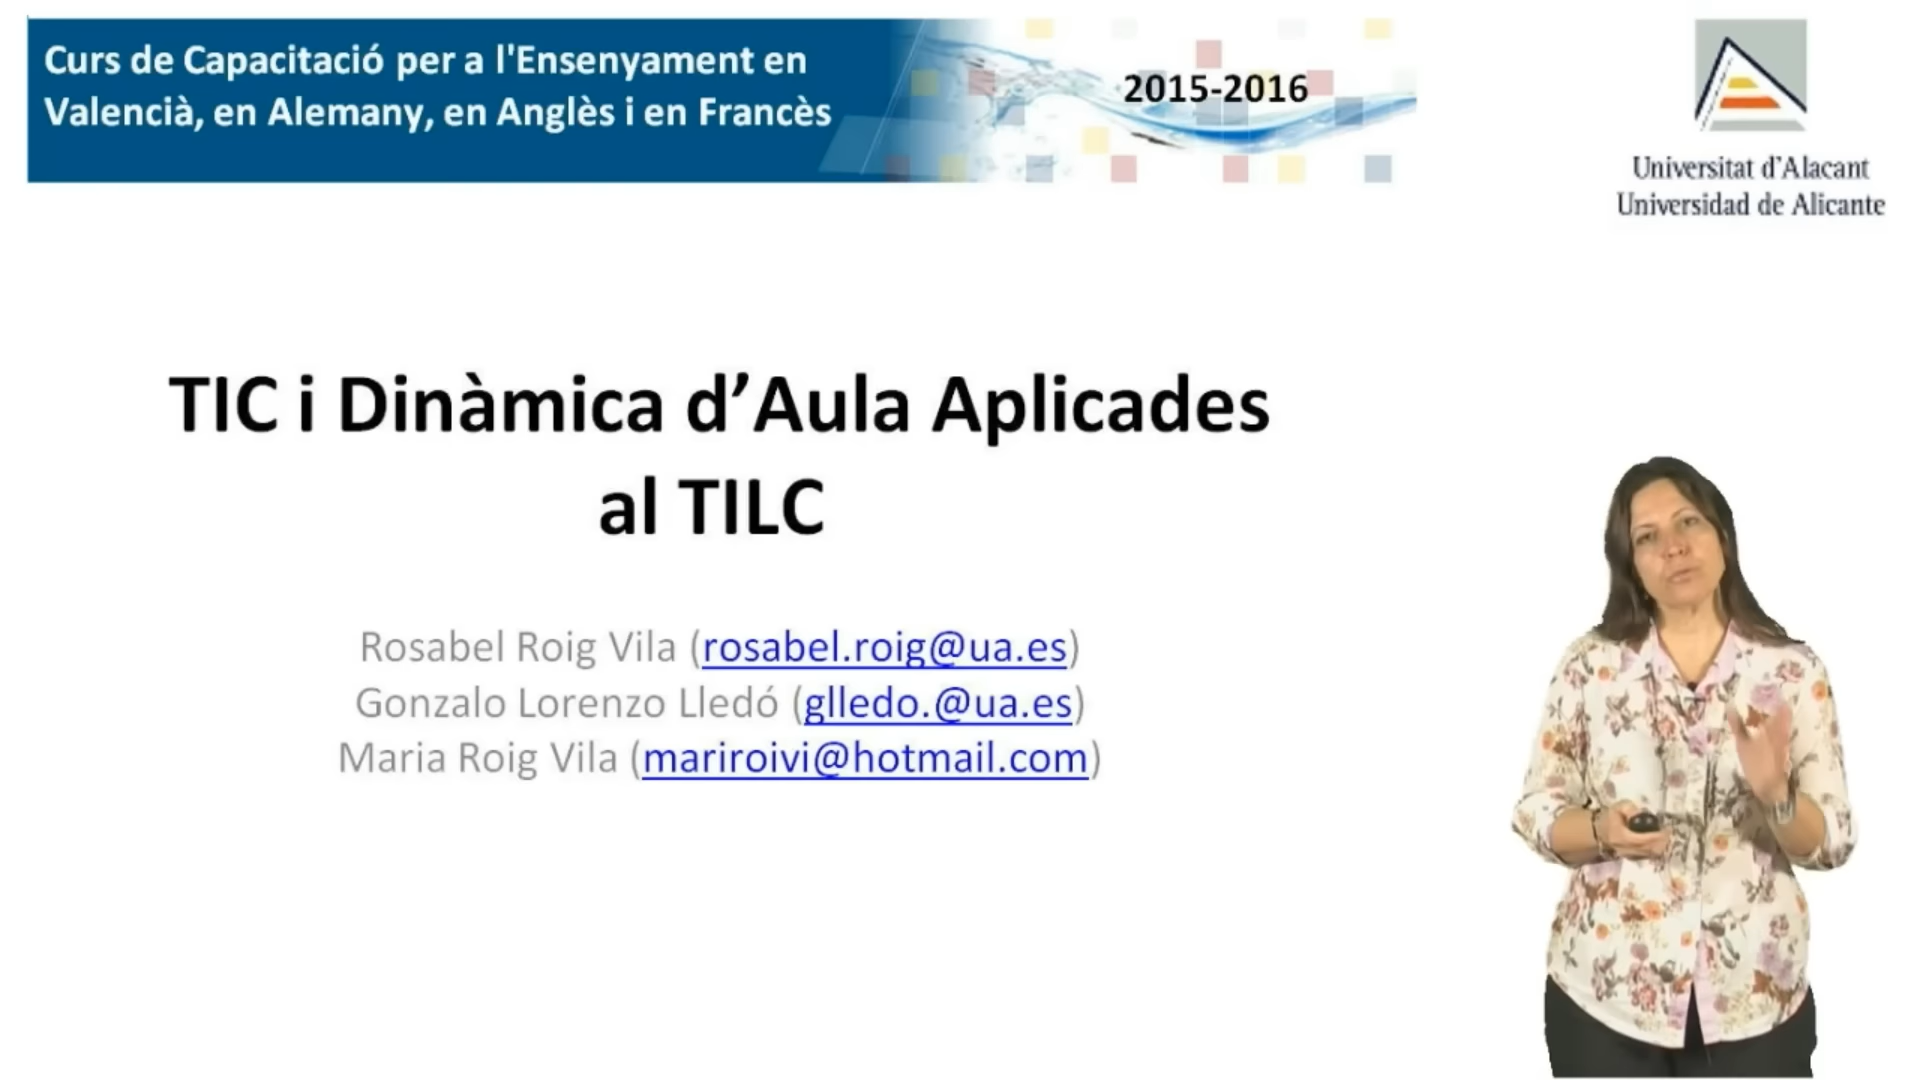 Curs de Capacitació per a l'Ensenyament en
Valencià, en Alemany, en Anglès i en Francès
2015-2016
Universitat d'Alacant
Universidad de Alicante
TIC i Dinàmica d’Aula Aplicades
al TILC
Rosabel Roig Vila (rosabel.roig@ua.es)
Gonzalo Lorenzo Lledó (glledo.@ua.es)
Maria Roig Vila (mariroivi@hotmail.com)